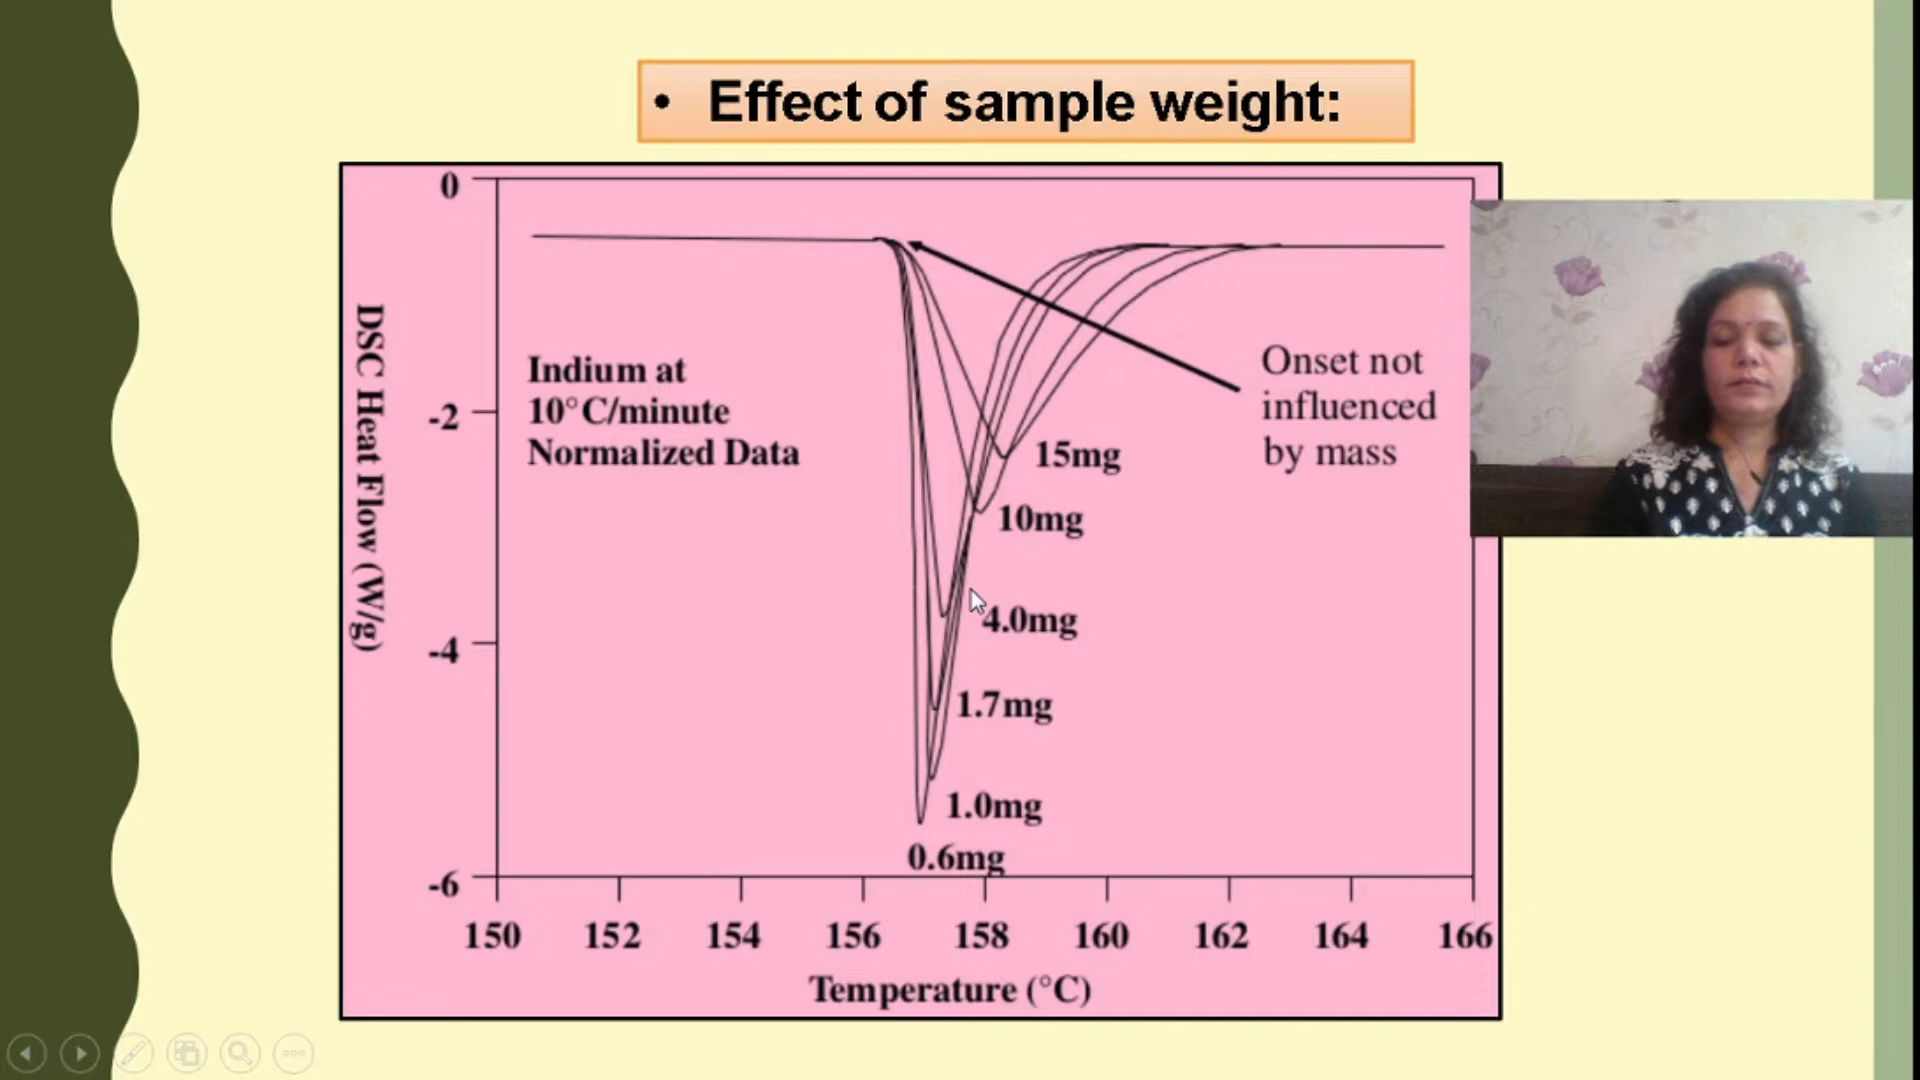 • Effect of sample weight:
0
-2
-4
-6
DSC Heat Flow (W/g)
Indium at
10°C/minute
Normalized Data
Onset not
influenced
by mass
15mg
10mg
4.0mg
1.7mg
1.0mg
0.6mg
150 152 154 156 158 160 162 164 166
Temperature (°C)